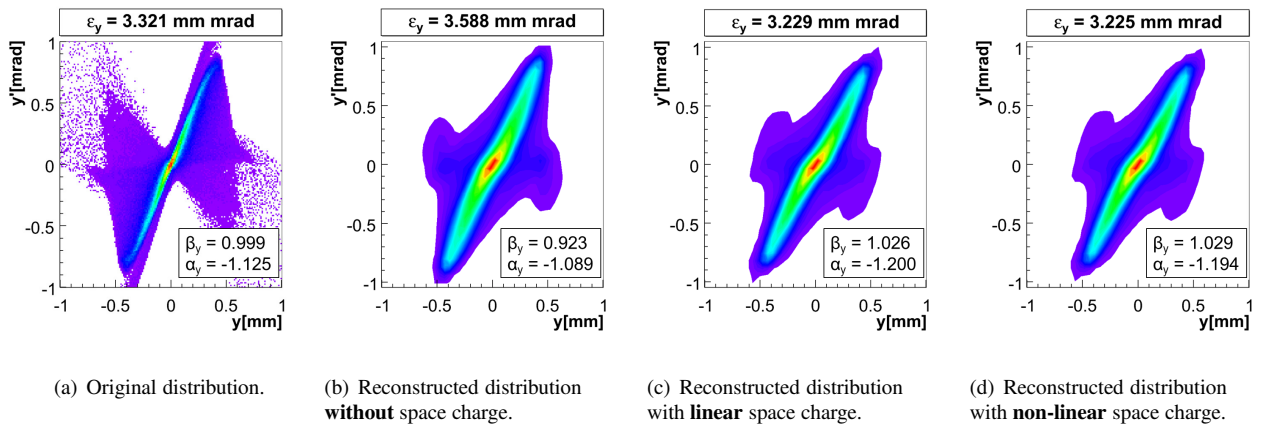 εy = 3.321 mm mrad
y'[mrad]
1
0.5
0
-0.5
-1
βy = 0.999
αy = -1.125
-1 -0.5 0 0.5 1
y[mm]
(a) Original distribution.
εy = 3.588 mm mrad
y'[mrad]
1
0.5
0
-0.5
-1
βy = 0.923
αy = -1.089
-1 -0.5 0 0.5 1
y[mm]
(b) Reconstructed distribution
without space charge.
εy = 3.229 mm mrad
y'[mrad]
1
0.5
0
-0.5
-1
βy = 1.026
αy = -1.200
-1 -0.5 0 0.5 1
y[mm]
(c) Reconstructed distribution
with linear space charge.
εy = 3.225 mm mrad
y'[mrad]
1
0.5
0
-0.5
-1
βy = 1.029
αy = -1.194
-1 -0.5 0 0.5 1
y[mm]
(d) Reconstructed distribution
with non-linear space charge.